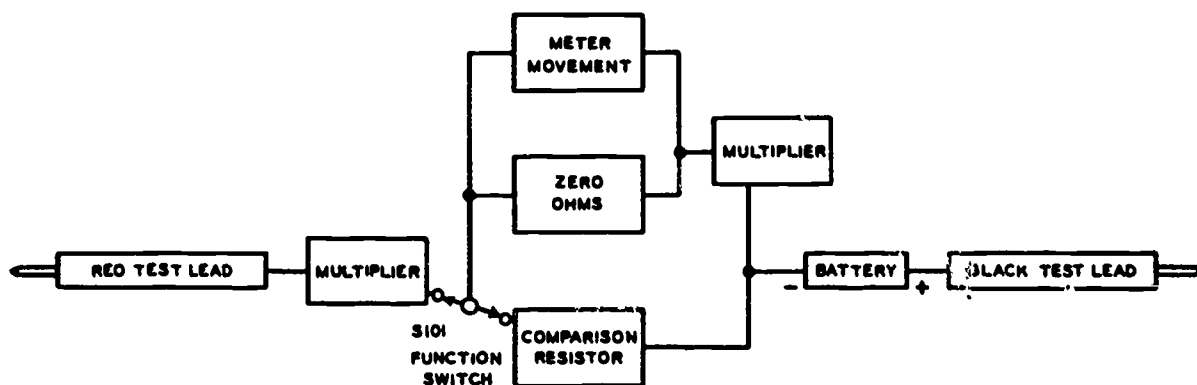 METER
MOVEMENT
MULTIPLIER
ZERO
OHMS
RED TEST LEAD
MULTIPLIER
BATTERY
BLACK TEST LEAD
-
+
S101
FUNCTION
SWITCH
COMPARISON
RESISTOR